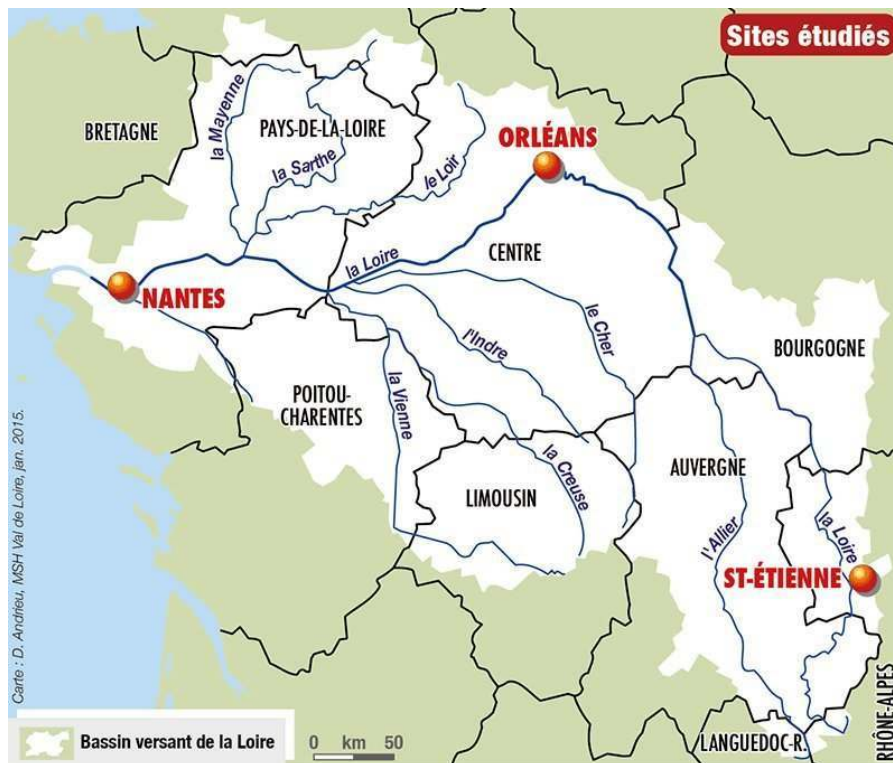 Sites étudiés
BRETAGNE
la Mayenne
PAYS-DE-LA-LOIRE
la Sarthe
le Loir
ORLÉANS
la Loire
CENTRE
NANTES
le Cher
l'Indre
BOURGOGNE
la Vienne
POITOU-
CHARENTES
la Creuse
LIMOUSIN
AUVERGNE
l'Allier
la Loire
ST-ÉTIENNE
RHÔNE-ALPES
LANGUEDOC-R.
Carte : D. Andrieu, MSH Val de Loire, jan. 2015.
Bassin versant de la Loire
0 km 50